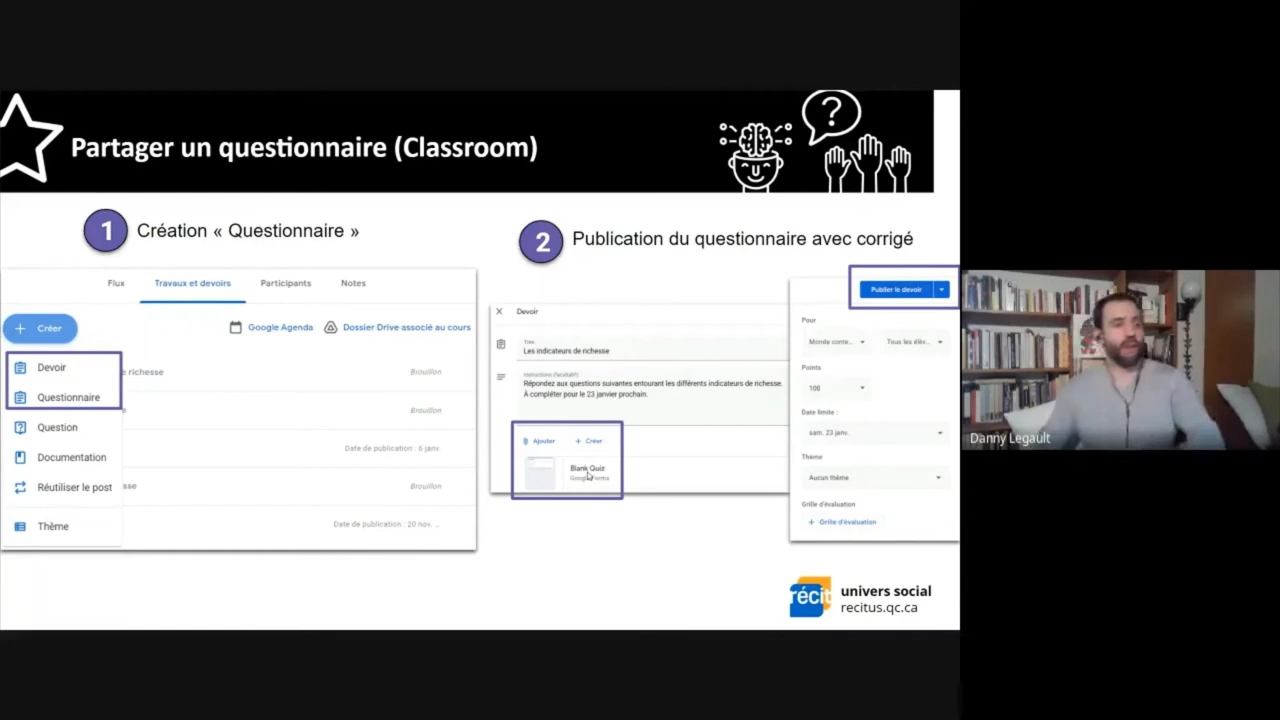 Partager un questionnaire (Classroom)
?
1
Création « Questionnaire »
2
Publication du questionnaire avec corrigé
Flux
Travaux et devoirs
Participants
Notes
Créer
Google Agenda
Dossier Drive associé au cours
Devoir
Questionnaire
Question
Documentation
Réutiliser le post
Thème
e richesse
Brouillon
Brouillon
Date de publication : 6 janv.
sse
Brouillon
Date de publication : 20 nov. ...
Devoir
Titre
Les indicateurs de richesse
Instructions (facultatif)
Répondez aux questions suivantes entourant les différents indicateurs de richesse.
À compléter pour le 23 janvier prochain.
Ajouter
Créer
Blank Quiz
Google Forms
Publier le devoir
Pour
Monde conte...
Tous les élèv...
Points
100
Date limite :
sam. 23 janv.
Thème
Aucun thème
Grille d'évaluation
+ Grille d'évaluation
récit
univers social
recitus.qc.ca
Danny Legault